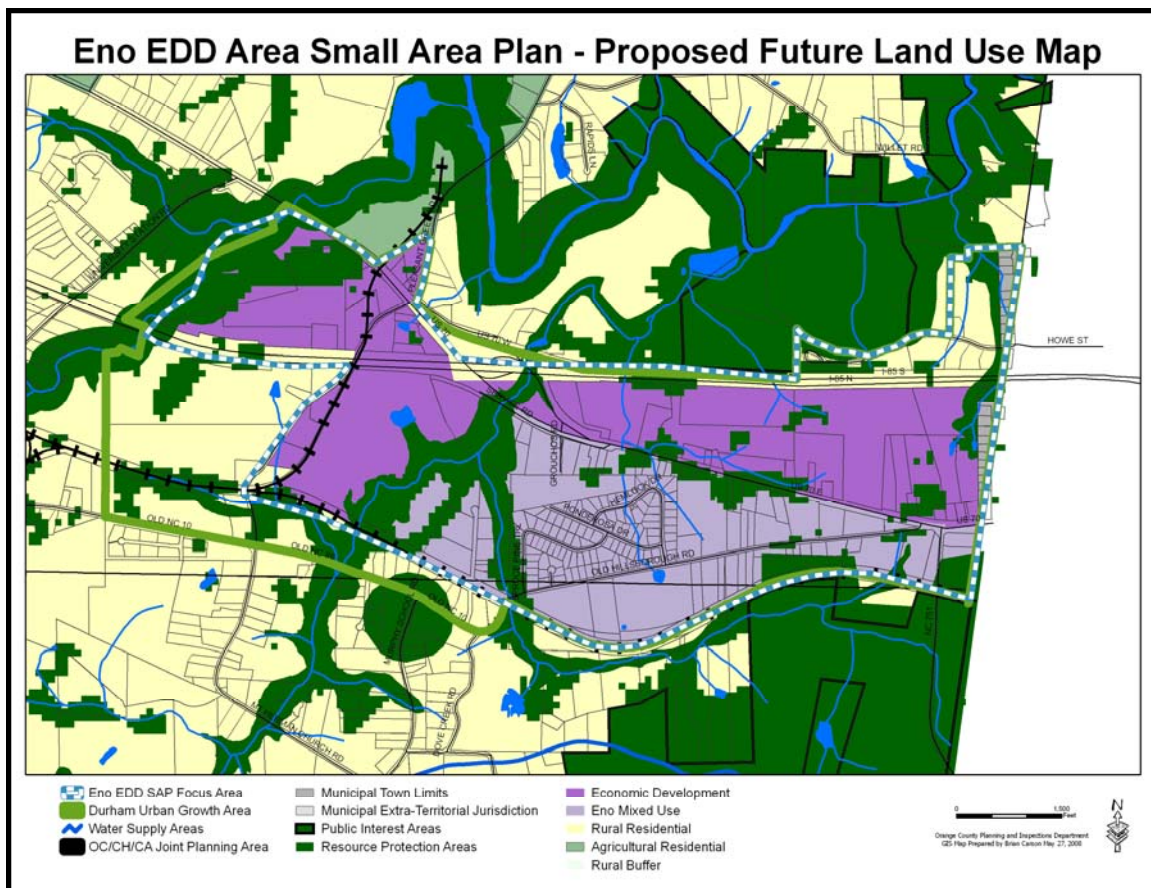 Eno EDD Area Small Area Plan - Proposed Future Land Use Map
RAPIDS LN
WILLET RD
HOWE ST
I-85 N
I-85 S
OLD NC 10
OLD HILLSBOROUGH RD
US 70
DOVE CREEK RD
Eno EDD SAP Focus Area
Durham Urban Growth Area
Water Supply Areas
OC/CH/CA Joint Planning Area
Municipal Town Limits
Municipal Extra-Territorial Jurisdiction
Public Interest Areas
Resource Protection Areas
Economic Development
Eno Mixed Use
Rural Residential
Agricultural Residential
Rural Buffer
0 1,500
Feet
N
Orange County Planning and Inspections Department
GIS Map Prepared by Brian Carson May 27, 2008